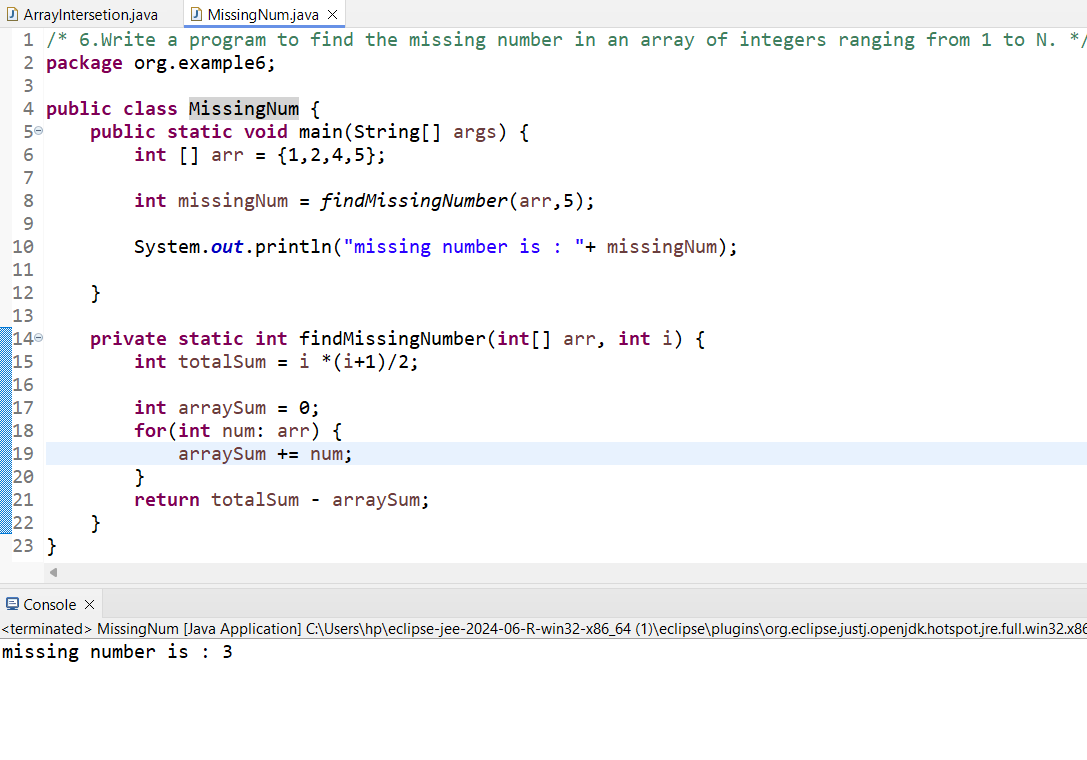 ArrayIntersetion.java MissingNum.java ×
1 /* 6.Write a program to find the missing number in an array of integers ranging from 1 to N. */
2 package org.example6;
3
4 public class MissingNum {
5 public static void main(String[] args) {
6 int [] arr = {1,2,4,5};
7
8 int missingNum = findMissingNumber(arr,5);
9
10 System.out.println("missing number is : "+ missingNum);
11
12 }
13
14 private static int findMissingNumber(int[] arr, int i) {
15 int totalSum = i *(i+1)/2;
16
17 int arraySum = 0;
18 for(int num: arr) {
19 arraySum += num;
20 }
21 return totalSum - arraySum;
22 }
23 }
Console ×
<terminated> MissingNum [Java Application] C:\Users\hp\eclipse-jee-2024-06-R-win32-x86_64 (1)\eclipse\plugins\org.eclipse.justj.openjdk.hotspot.jre.full.win32.x86
missing number is : 3